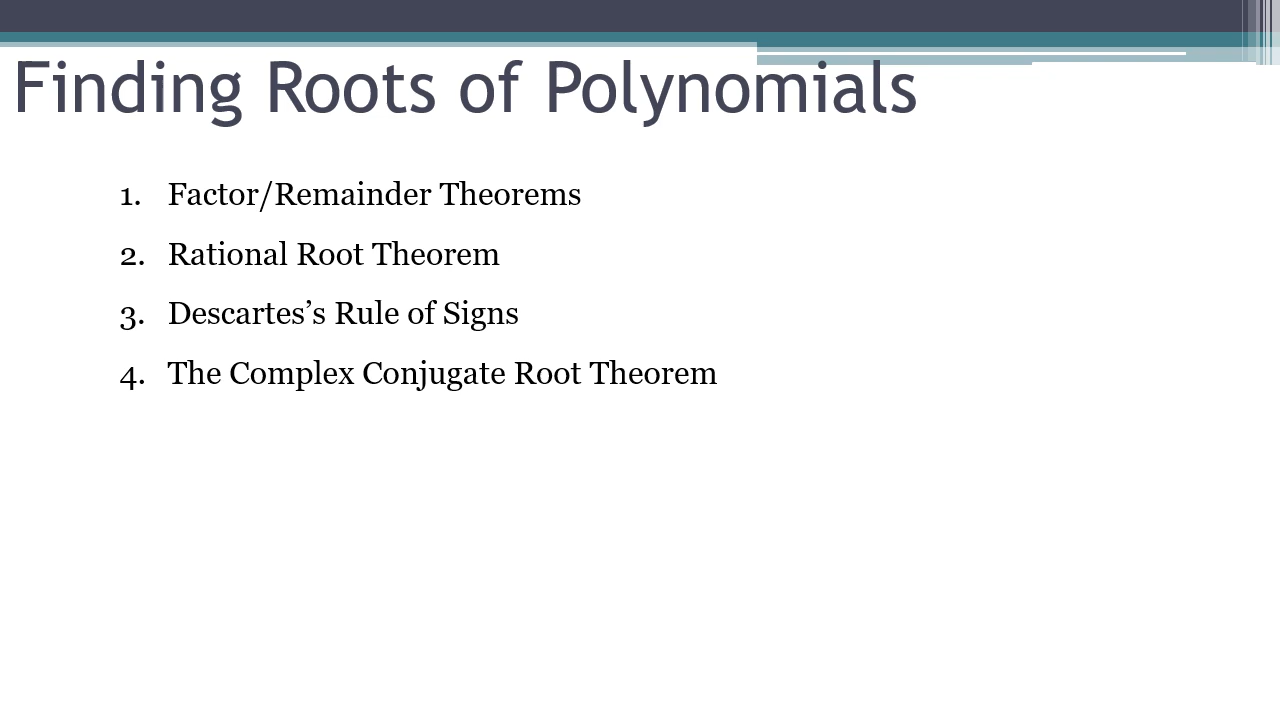 Finding Roots of Polynomials
1. Factor/Remainder Theorems
2. Rational Root Theorem
3. Descartes’s Rule of Signs
4. The Complex Conjugate Root Theorem